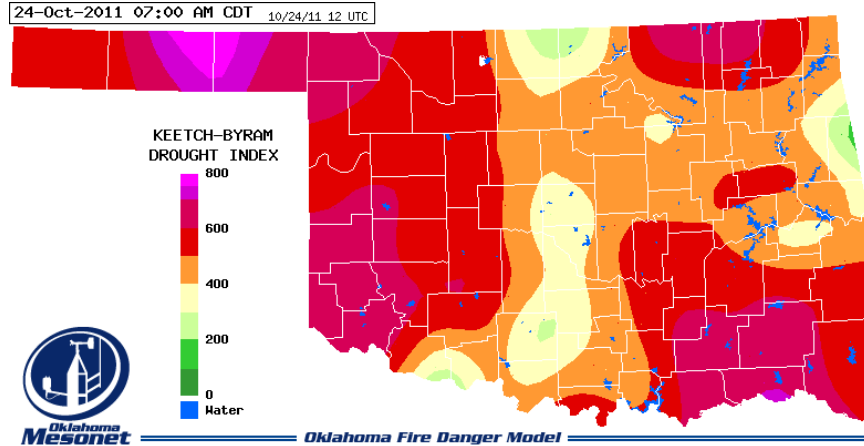 24-Oct-2011 07:00 AM CDT 10/24/11 12 UTC
KEETCH-BYRAM
DROUGHT INDEX
800
600
400
200
0
Water
Oklahoma
Mesonet
Oklahoma Fire Danger Model